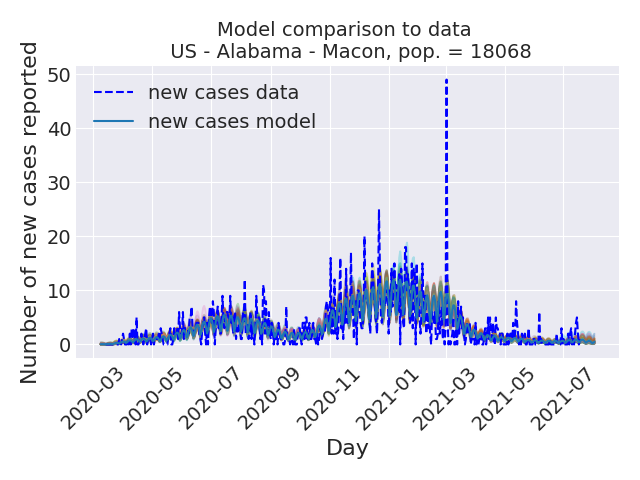 Model comparison to data
US - Alabama - Macon, pop. = 18068
Number of new cases reported
50
40
30
20
10
0
new cases data
new cases model
2020-03
2020-05
2020-07
2020-09
2020-11
2021-01
2021-03
2021-05
2021-07
Day